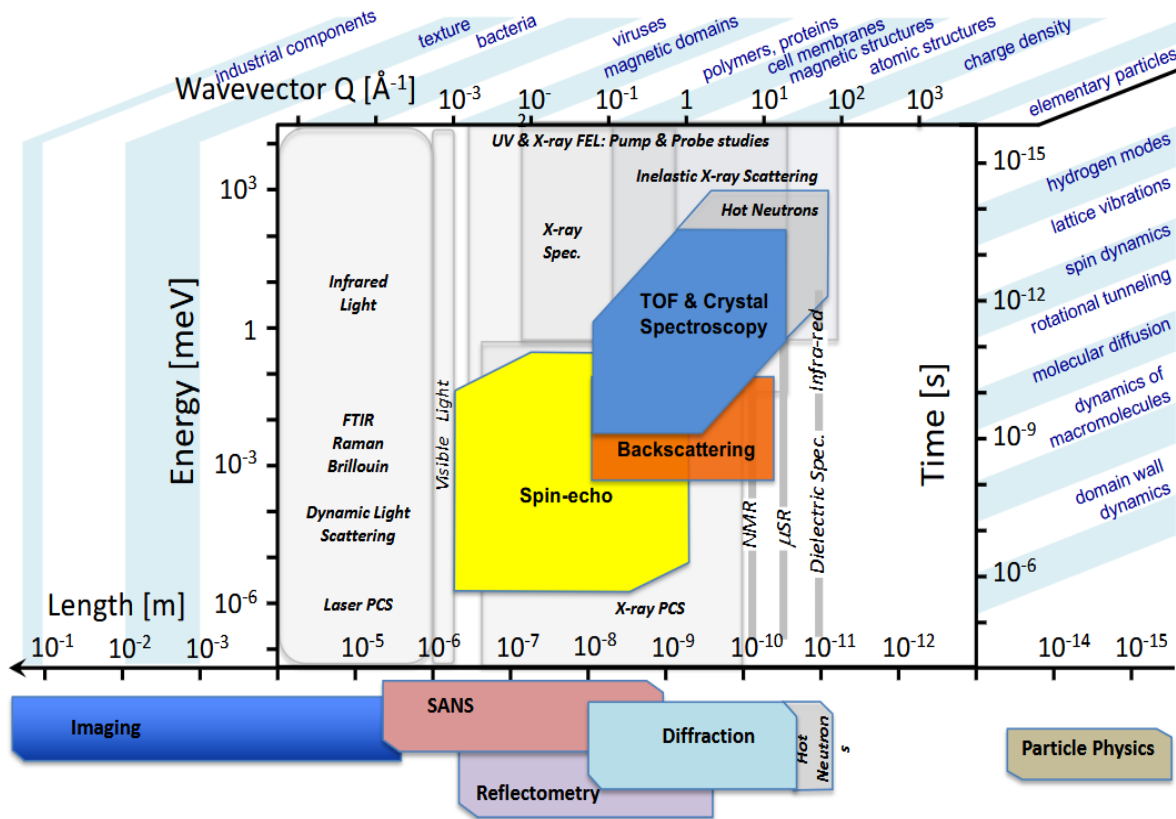 industrial components
texture
bacteria
viruses
magnetic domains
polymers, proteins
cell membranes
magnetic structures
atomic structures
charge density
elementary particles
Wavevector Q [Å⁻¹]
10⁻³
10⁻
2
10⁻¹
1
10¹
10²
10³
UV & X-ray FEL: Pump & Probe studies
Inelastic X-ray Scattering
Hot Neutrons
X-ray
Spec.
Infrared
Light
TOF & Crystal
Spectroscopy
FTIR
Raman
Brillouin
Dynamic Light
Scattering
Laser PCS
Visible Light
Backscattering
Spin-echo
X-ray PCS
NMR
μSR
Dielectric Spec.
Infra-red
Energy [meV]
10³
1
10⁻³
10⁻⁶
Time [s]
10⁻¹⁵
10⁻¹²
10⁻⁹
10⁻⁶
hydrogen modes
lattice vibrations
spin dynamics
rotational tunneling
molecular diffusion
dynamics of
macromolecules
domain wall
dynamics
Length [m]
10⁻¹
10⁻²
10⁻³
10⁻⁵
10⁻⁶
10⁻⁷
10⁻⁸
10⁻⁹
10⁻¹⁰
10⁻¹¹
10⁻¹²
10⁻¹⁴
10⁻¹⁵
Imaging
SANS
Diffraction
Hot
Neutron
s
Reflectometry
Particle Physics